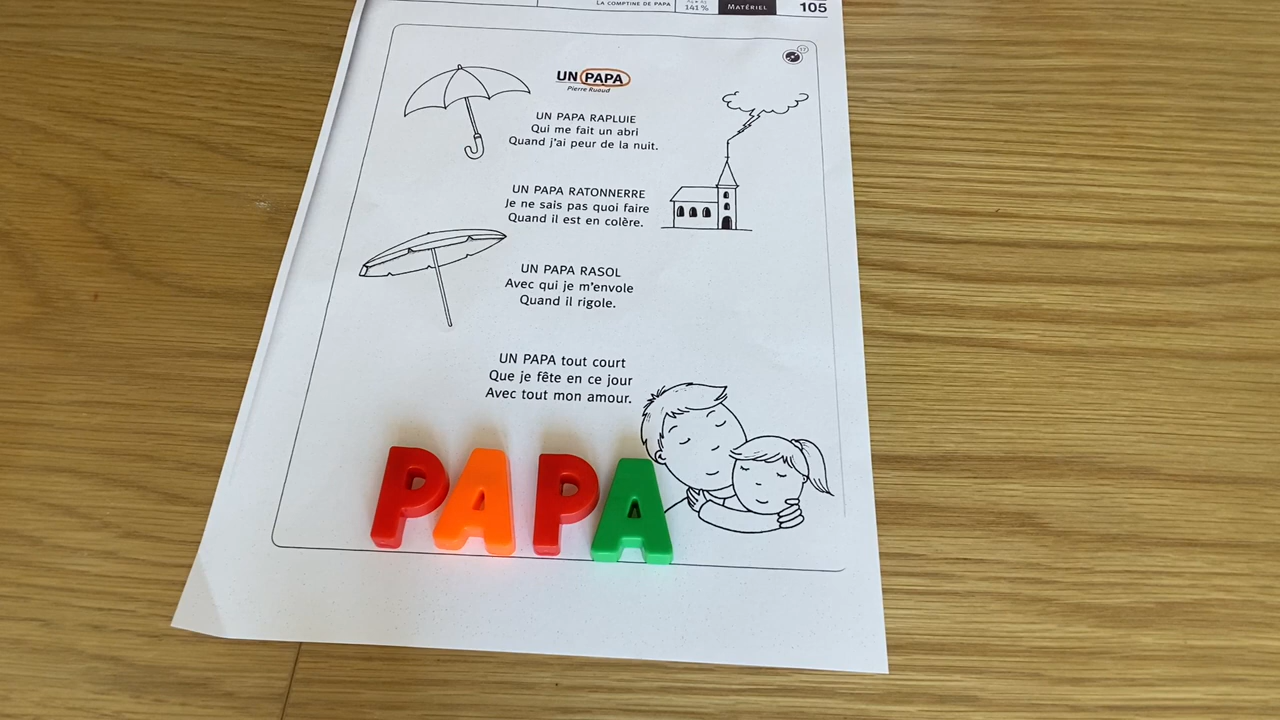 LA COMPTINE DE PAPA
141 %
MATÉRIEL
105
17
UN PAPA
Pierre Ruaud
UN PAPA RAPLUIE
Qui me fait un abri
Quand j'ai peur de la nuit.
UN PAPA RATONNERRE
Je ne sais pas quoi faire
Quand il est en colère.
UN PAPA RASOL
Avec qui je m'envole
Quand il rigole.
UN PAPA tout court
Que je fête en ce jour
Avec tout mon amour.
PAPA